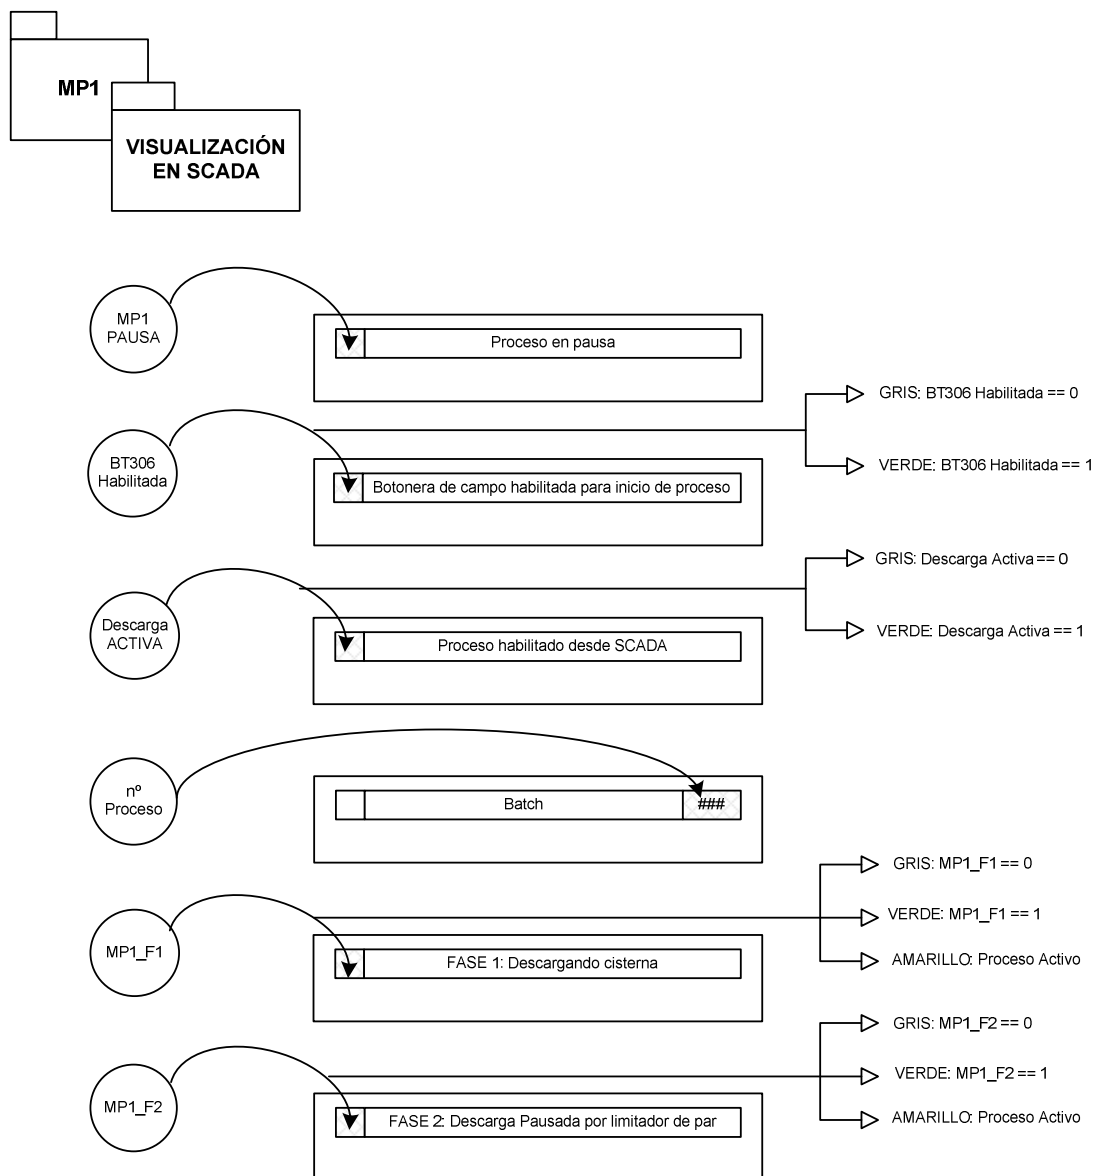 MP1
VISUALIZACIÓN
EN SCADA
MP1
PAUSA
Proceso en pausa
GRIS: BT306 Habilitada == 0
BT306
Habilitada
VERDE: BT306 Habilitada == 1
Botonera de campo habilitada para inicio de proceso
GRIS: Descarga Activa == 0
Descarga
ACTIVA
VERDE: Descarga Activa == 1
Proceso habilitado desde SCADA
nº
Proceso
Batch
###
GRIS: MP1_F1 == 0
VERDE: MP1_F1 == 1
MP1_F1
FASE 1: Descargando cisterna
AMARILLO: Proceso Activo
GRIS: MP1_F2 == 0
VERDE: MP1_F2 == 1
MP1_F2
FASE 2: Descarga Pausada por limitador de par
AMARILLO: Proceso Activo